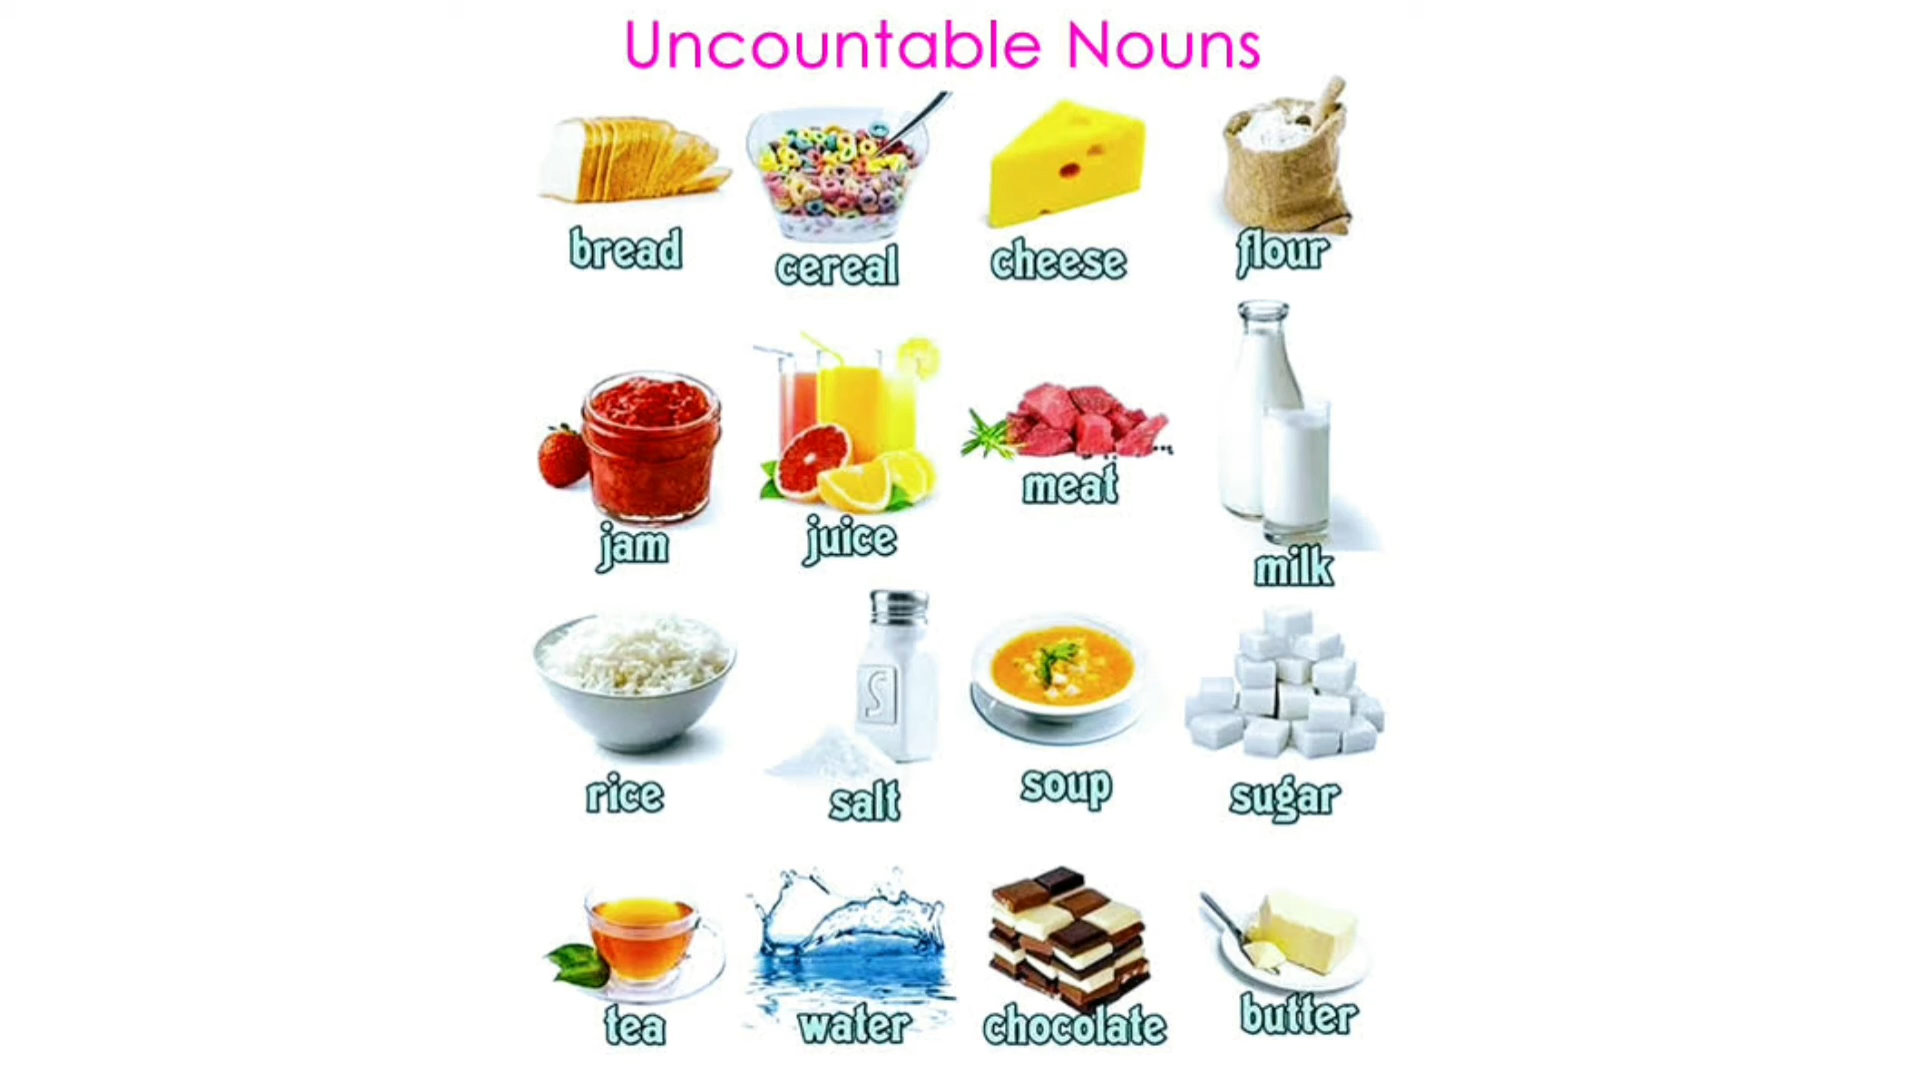 Uncountable Nouns
bread
cereal
cheese
flour
jam
juice
meat
milk
rice
salt
S
soup
sugar
tea
water
chocolate
butter